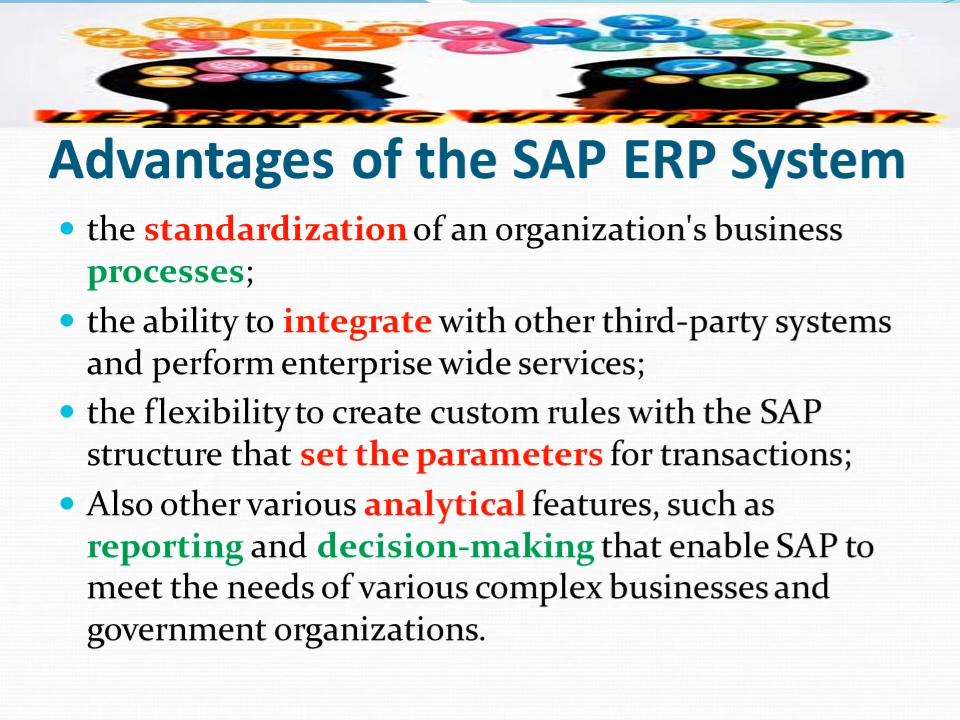 LEARNING WITH ISRAR
Advantages of the SAP ERP System
• the standardization of an organization's business
processes;
• the ability to integrate with other third-party systems
and perform enterprise wide services;
• the flexibility to create custom rules with the SAP
structure that set the parameters for transactions;
• Also other various analytical features, such as
reporting and decision-making that enable SAP to
meet the needs of various complex businesses and
government organizations.